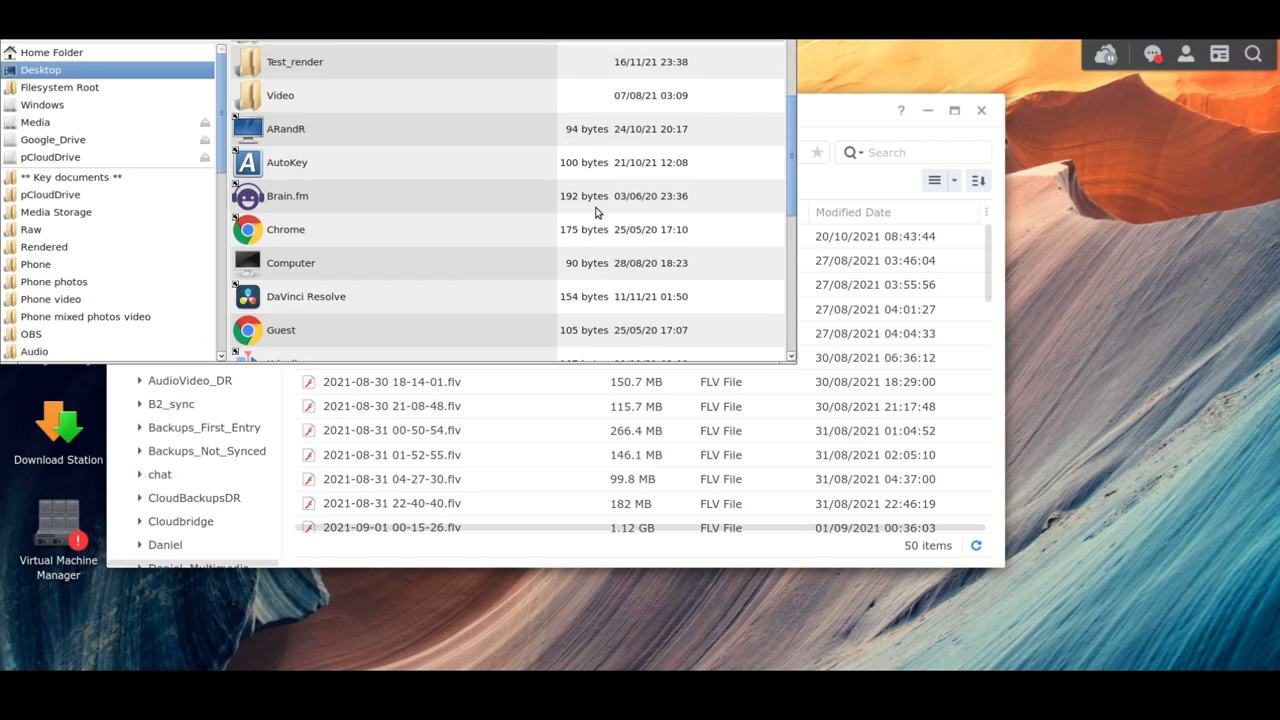 Home Folder
Desktop
Filesystem Root
Windows
Media
Google_Drive
pCloudDrive
** Key documents **
pCloudDrive
Media Storage
Raw
Rendered
Phone
Phone photos
Phone video
Phone mixed photos video
OBS
Audio
Test_render 16/11/21 23:38
Video 07/08/21 03:09
ARandR 94 bytes 24/10/21 20:17
AutoKey 100 bytes 21/10/21 12:08
Brain.fm 192 bytes 03/06/20 23:36
Chrome 175 bytes 25/05/20 17:10
Computer 90 bytes 28/08/20 18:23
DaVinci Resolve 154 bytes 11/11/21 01:50
Guest 105 bytes 25/05/20 17:07
?
Search
Modified Date
20/10/2021 08:43:44
27/08/2021 03:46:04
27/08/2021 03:55:56
27/08/2021 04:01:27
27/08/2021 04:04:33
30/08/2021 06:36:12
2021-08-30 18-14-01.flv 150.7 MB FLV File 30/08/2021 18:29:00
2021-08-30 21-08-48.flv 115.7 MB FLV File 30/08/2021 21:17:48
2021-08-31 00-50-54.flv 266.4 MB FLV File 31/08/2021 01:04:52
2021-08-31 01-52-55.flv 146.1 MB FLV File 31/08/2021 02:05:10
2021-08-31 04-27-30.flv 99.8 MB FLV File 31/08/2021 04:37:00
2021-08-31 22-40-40.flv 182 MB FLV File 31/08/2021 22:46:19
2021-09-01 00-15-26.flv 1.12 GB FLV File 01/09/2021 00:36:03
50 items
AudioVideo_DR
B2_sync
Backups_First_Entry
Backups_Not_Synced
chat
CloudBackupsDR
Cloudbridge
Daniel
Daniel_Multimedia
Download Station
Virtual Machine
Manager